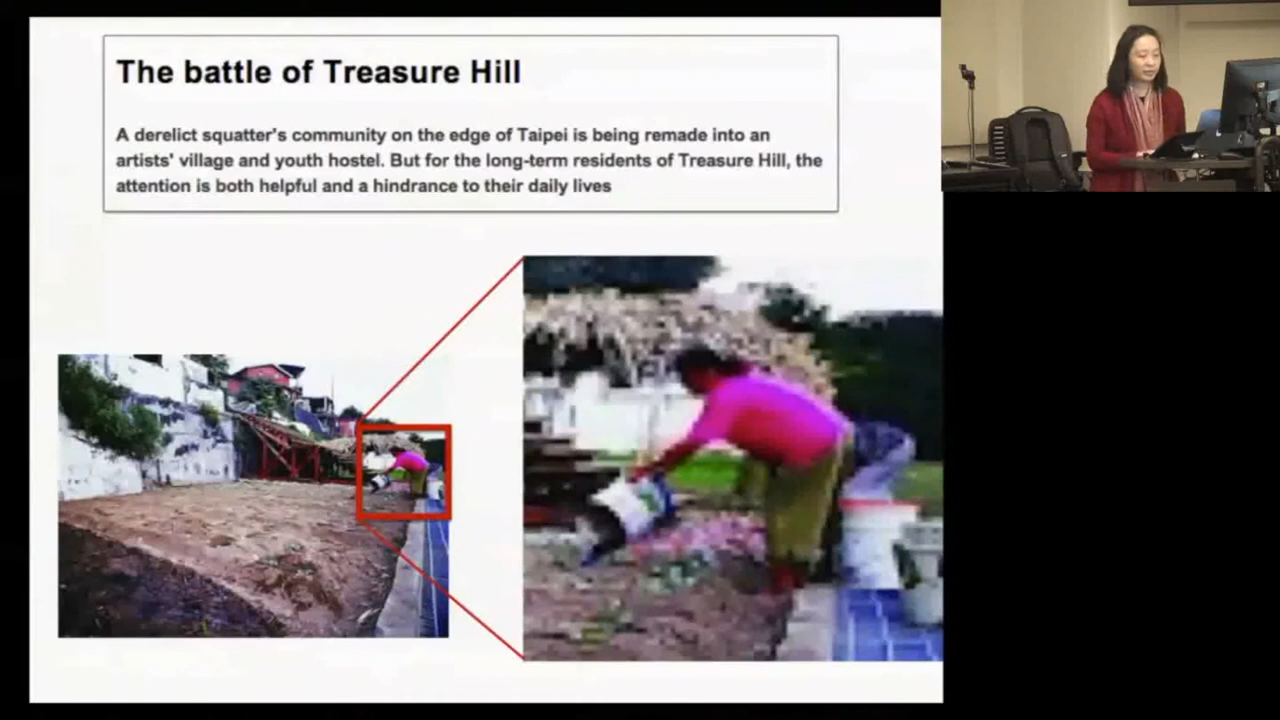 The battle of Treasure Hill
A derelict squatter's community on the edge of Taipei is being remade into an
artists' village and youth hostel. But for the long-term residents of Treasure Hill, the
attention is both helpful and a hindrance to their daily lives